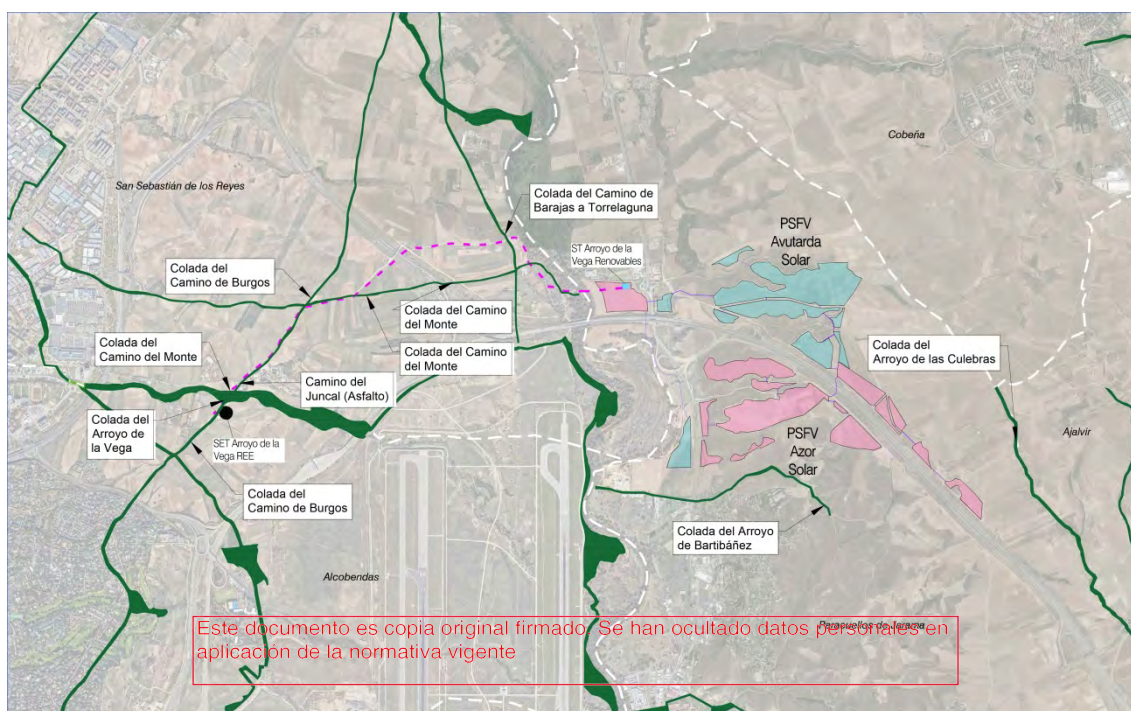 Cobeña
San Sebastián de los Reyes
Colada del Camino de
Barajas a Torrelaguna
PSFV
Avutarda
Solar
ST Arroyo de la
Vega Renovables
Colada del
Camino de Burgos
Colada del Camino
del Monte
Colada del
Camino del Monte
Colada del Camino
del Monte
Colada del
Arroyo de las Culebras
Camino del
Juncal (Asfalto)
Colada del
Arroyo de
la Vega
SET Arroyo de la
Vega REE
PSFV
Azor
Solar
Ajalvir
Colada del
Camino de Burgos
Colada del Arroyo
de Bartibáñez
Alcobendas
Paracuellos de Jarama
Este documento es copia original firmado. Se han ocultado datos personales en
aplicación de la normativa vigente